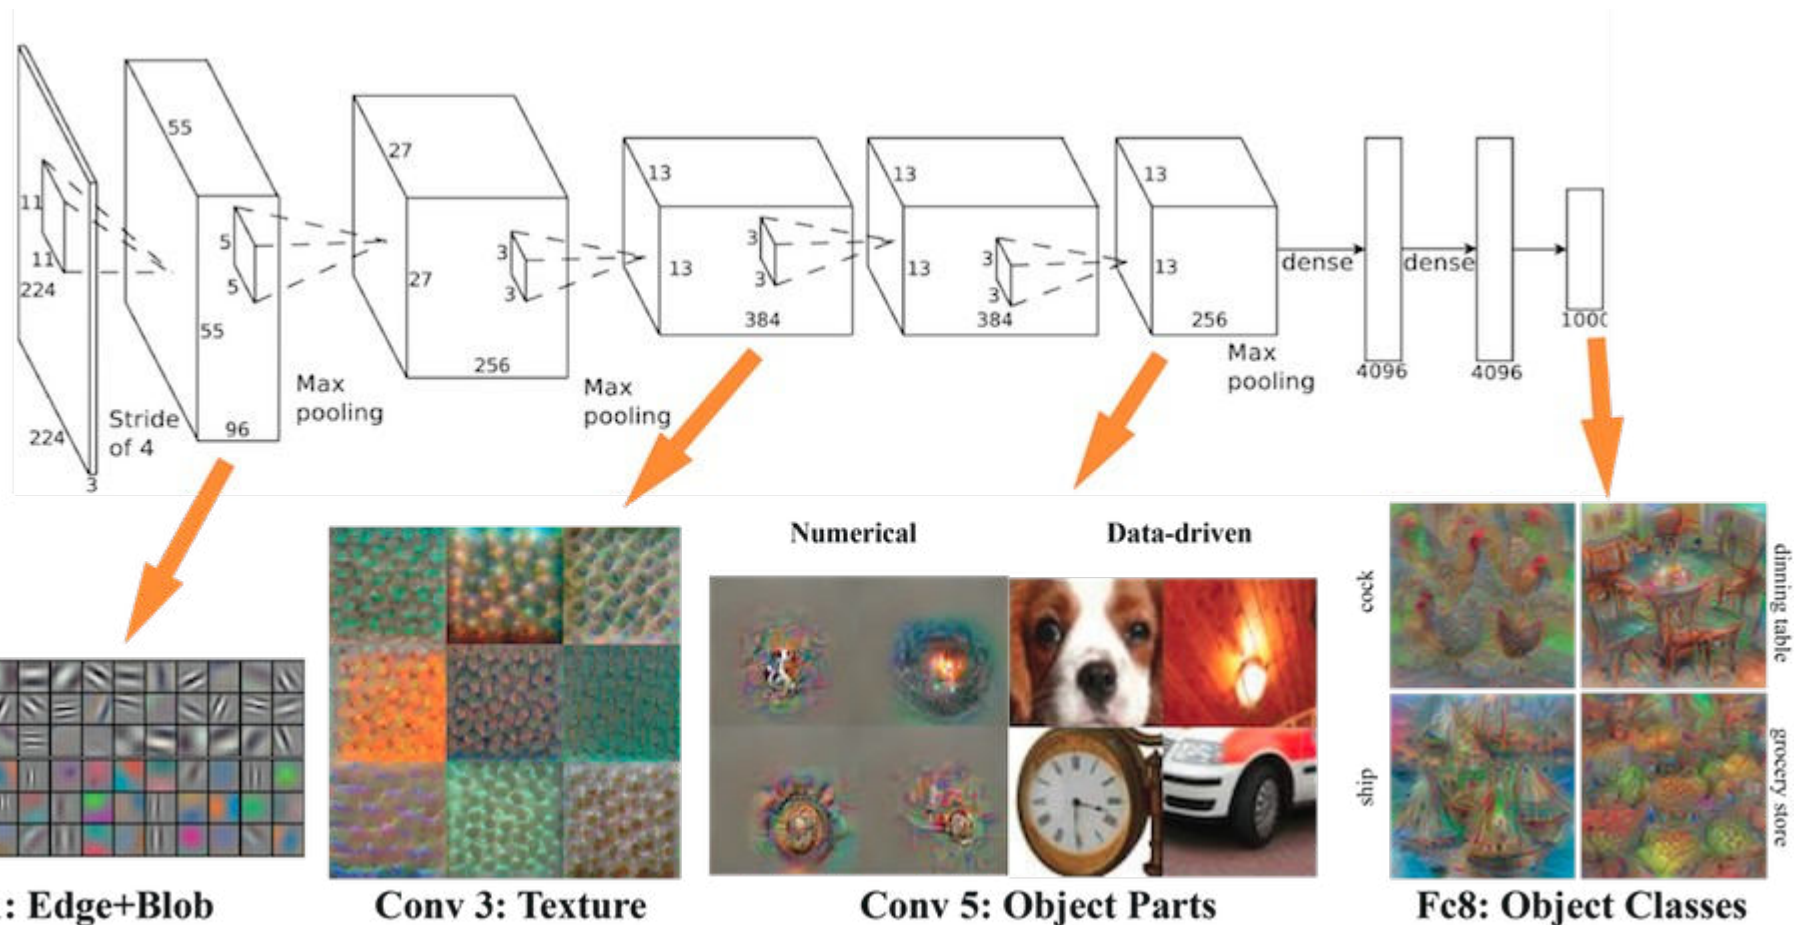 55
27
13
13
13
11
5
3
3
3
11
5
3
3
3
224
55
27
13
13
13
dense
dense
384
384
256
1000
256
Max
pooling
4096
4096
Max
pooling
Max
pooling
Stride
of 4
96
224
3
Numerical
Data-driven
cock
dinning table
ship
grocery store
: Edge+Blob
Conv 3: Texture
Conv 5: Object Parts
Fc8: Object Classes